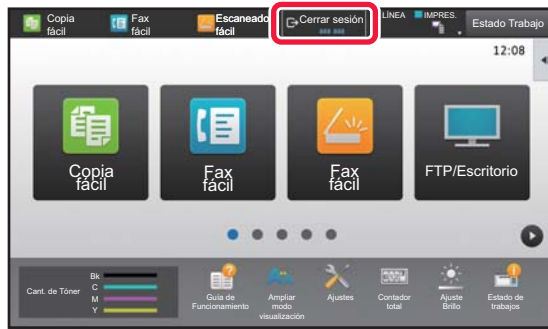 Copia
fácil
Fax
fácil
Escaneado
fácil
Cerrar sesión
LÍNEA
IMPRES.
Estado Trabajo
12:08
Copia
fácil
Fax
fácil
Fax
fácil
FTP/Escritorio
Cant. de Tóner
Bk
C
M
Y
Guía de
Funcionamiento
Ampliar
modo
visualización
Ajustes
Contador
total
Ajuste
Brillo
Estado de
trabajos